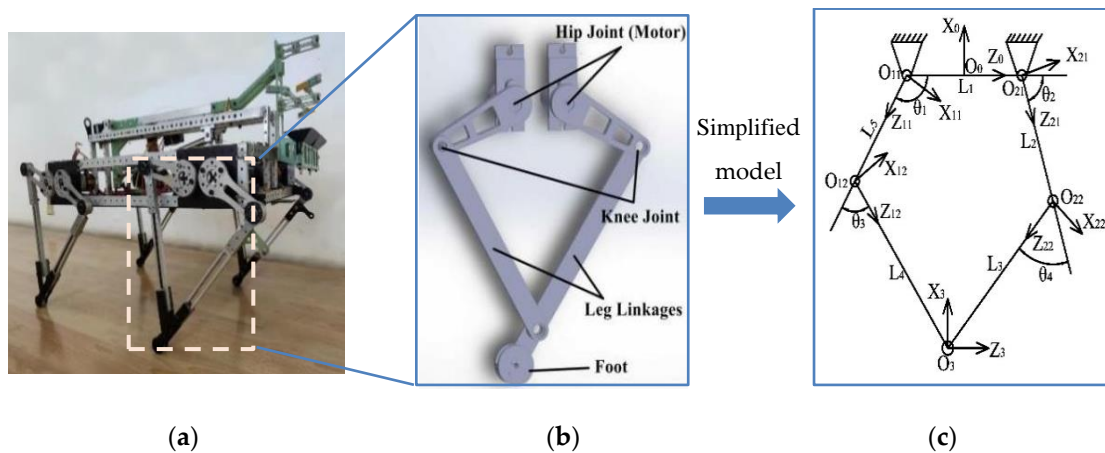 Hip Joint (Motor)
Knee Joint
Leg Linkages
Foot
Simplified
model
X₀
Z₀
O₀
O₁₁
L₁
O₂₁
X₂₁
θ₁
X₁₁
Z₁₁
L₅
θ₂
Z₂₁
L₂
O₁₂
X₁₂
Z₁₂
θ₃
L₄
O₂₂
X₂₂
Z₂₂
L₃
θ₄
X₃
Z₃
O₃
(a)
(b)
(c)